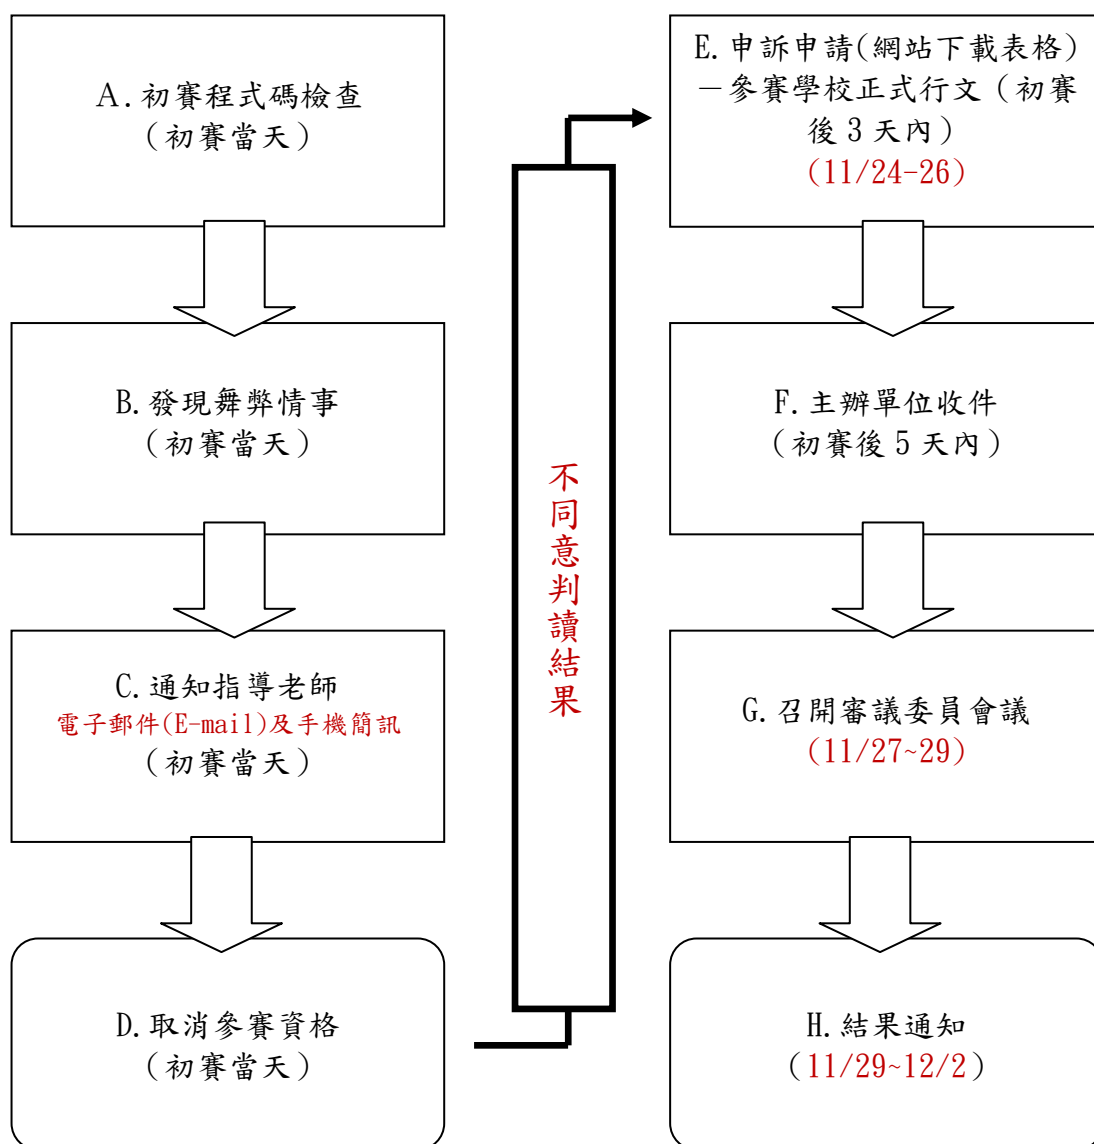 A.初賽程式碼檢查
（初賽當天）
B.發現舞弊情事
（初賽當天）
C.通知指導老師
電子郵件(E-mail)及手機簡訊
（初賽當天）
D.取消參賽資格
（初賽當天）
不同意判讀結果
E.申訴申請(網站下載表格)
－參賽學校正式行文（初賽
後 3 天內）
(11/24-26)
F.主辦單位收件
（初賽後 5 天內）
G.召開審議委員會議
(11/27~29)
H.結果通知
（11/29~12/2）